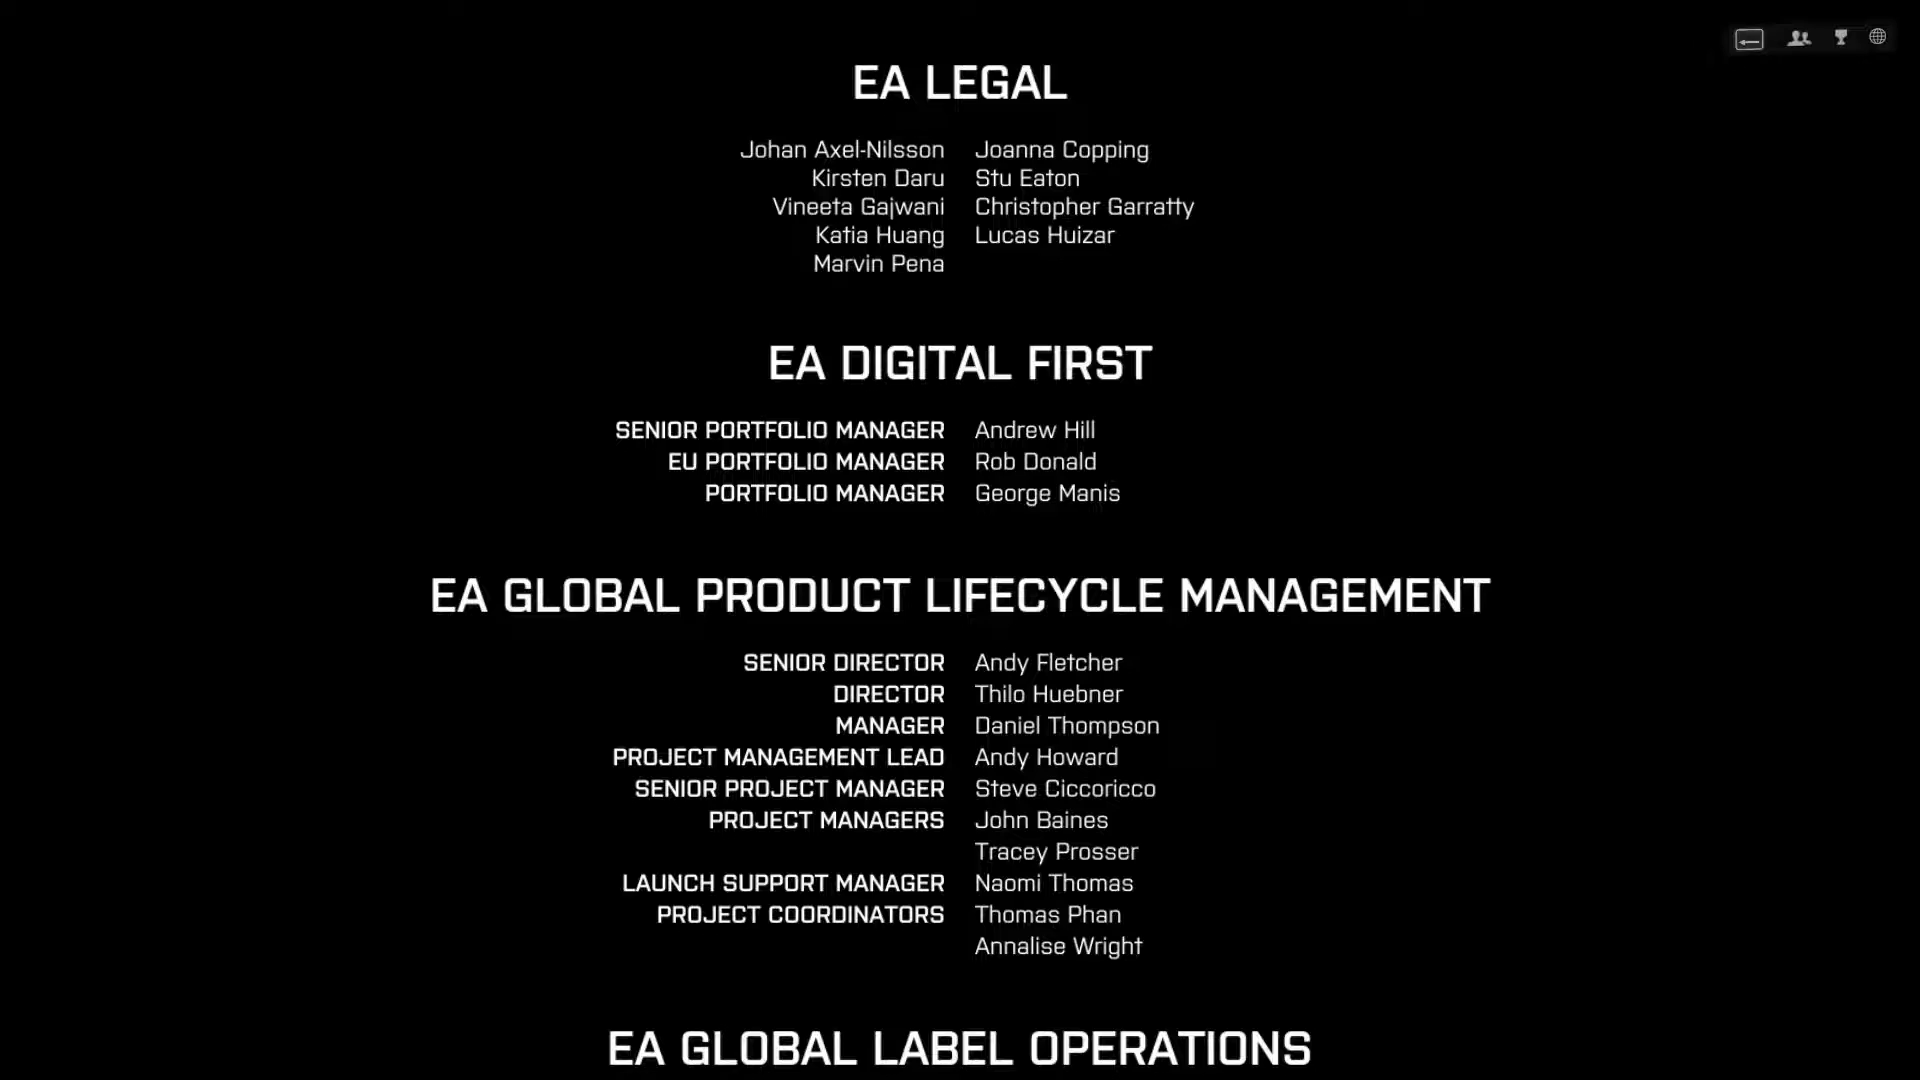 EA LEGAL
Johan Axel-Nilsson Joanna Copping
Kirsten Daru Stu Eaton
Vineeta Gajwani Christopher Garratty
Katia Huang Lucas Huizar
Marvin Pena
EA DIGITAL FIRST
SENIOR PORTFOLIO MANAGER Andrew Hill
EU PORTFOLIO MANAGER Rob Donald
PORTFOLIO MANAGER George Manis
EA GLOBAL PRODUCT LIFECYCLE MANAGEMENT
SENIOR DIRECTOR Andy Fletcher
DIRECTOR Thilo Huebner
MANAGER Daniel Thompson
PROJECT MANAGEMENT LEAD Andy Howard
SENIOR PROJECT MANAGER Steve Ciccoricco
PROJECT MANAGERS John Baines
Tracey Prosser
LAUNCH SUPPORT MANAGER Naomi Thomas
PROJECT COORDINATORS Thomas Phan
Annalise Wright
EA GLOBAL LABEL OPERATIONS